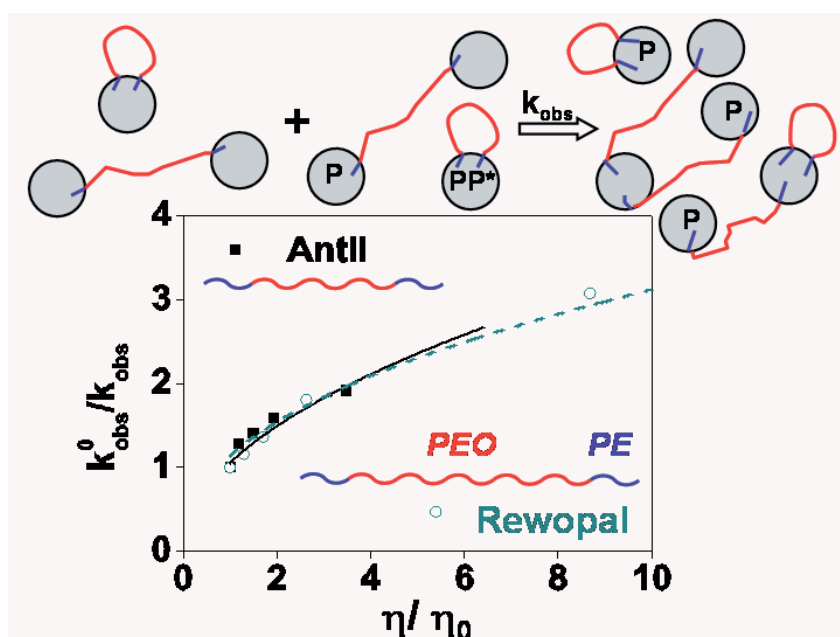 P
k_obs
+
P
P
PP*
P
4
AntIl
3
k⁰_obs/k_obs
2
PEO PE
1
Rewopal
0
0 2 4 6 8 10
η/ η₀